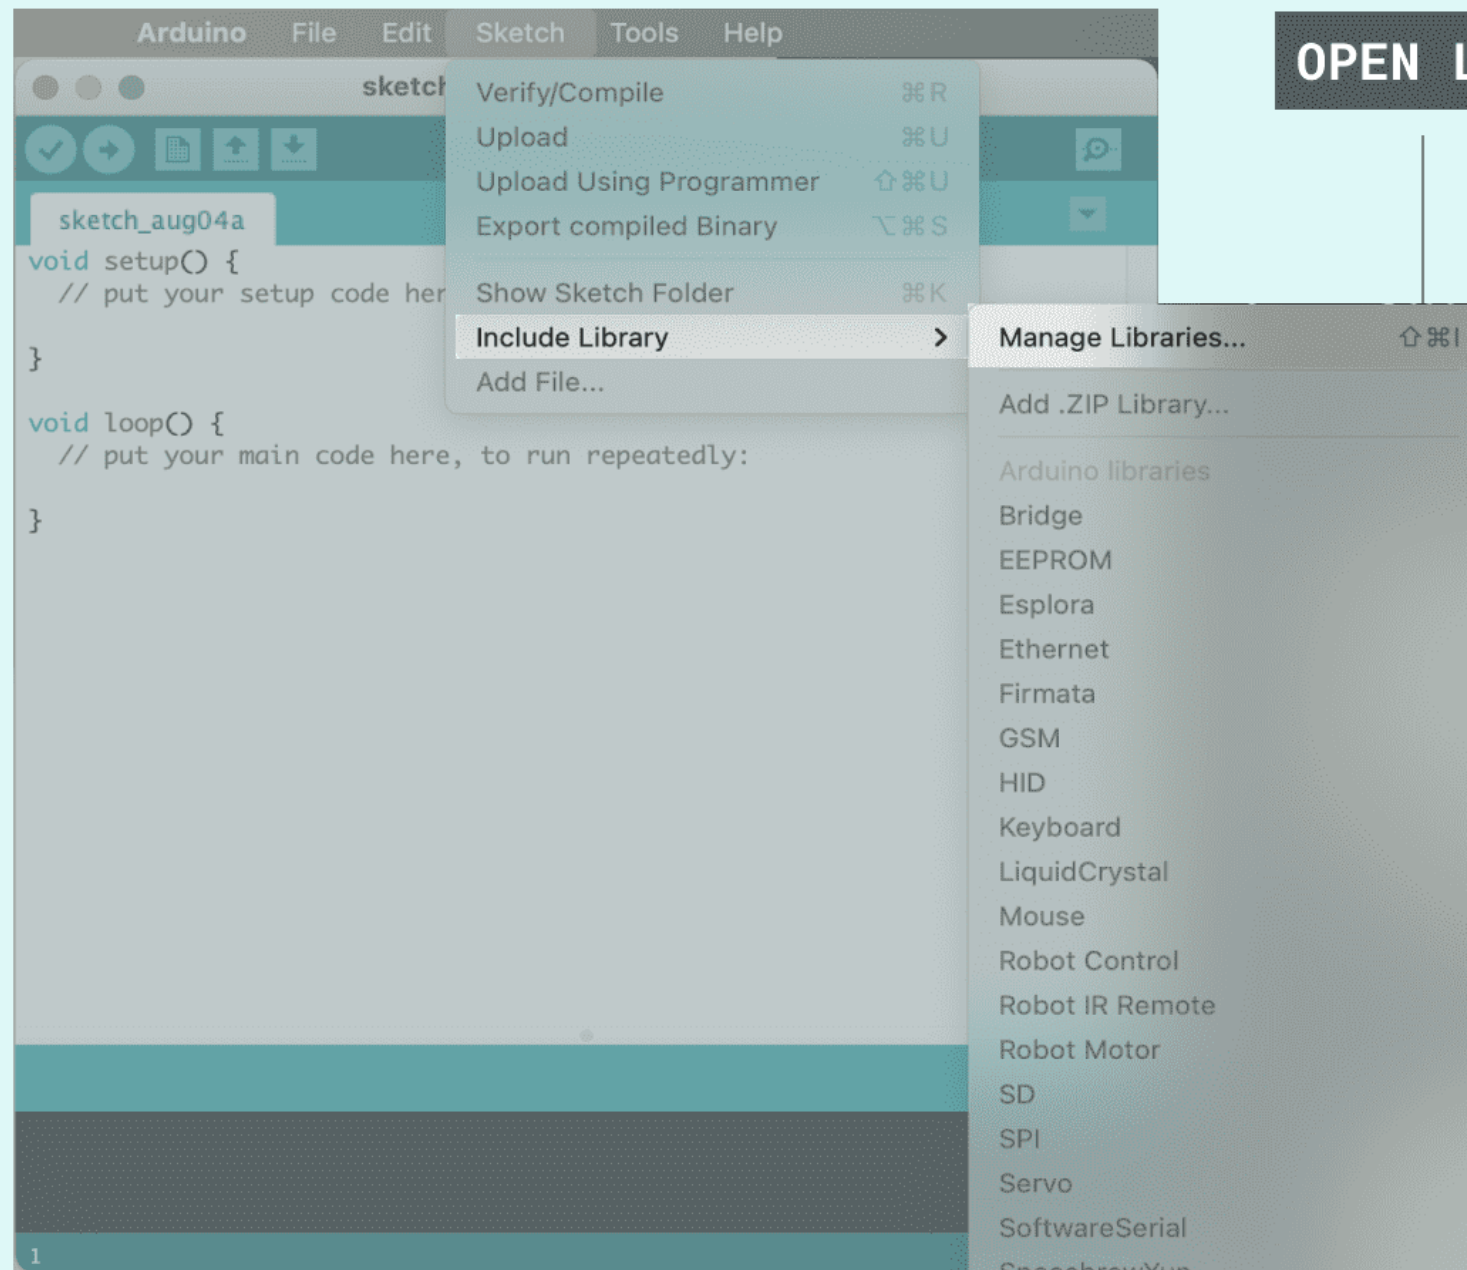 Arduino File Edit Sketch Tools Help
OPEN
sketch
Verify/Compile ⌘R
Upload ⌘U
Upload Using Programmer ⇧⌘U
Export compiled Binary ⌥⌘S
Show Sketch Folder ⌘K
Include Library >
Add File...
sketch_aug04a
void setup() {
// put your setup code her
}
void loop() {
// put your main code here, to run repeatedly:
}
1
Manage Libraries... ⇧⌘I
Add .ZIP Library...
Arduino libraries
Bridge
EEPROM
Esplora
Ethernet
Firmata
GSM
HID
Keyboard
LiquidCrystal
Mouse
Robot Control
Robot IR Remote
Robot Motor
SD
SPI
Servo
SoftwareSerial